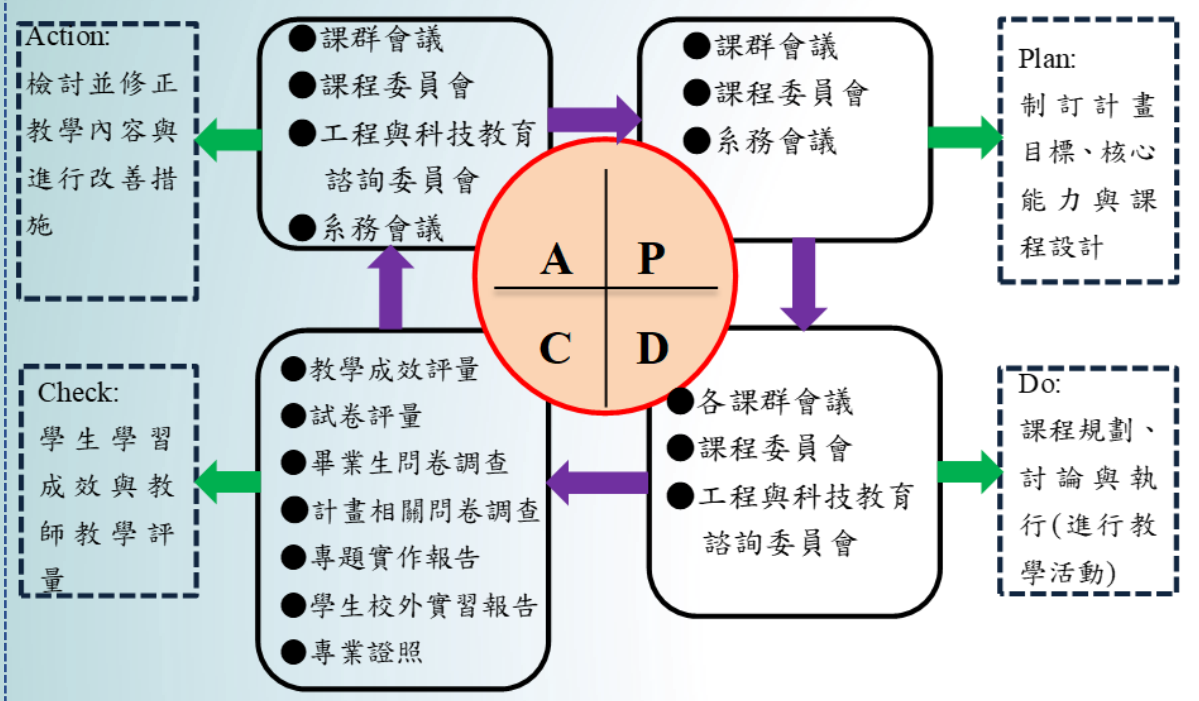 Action:
檢討並修正
教學內容與
進行改善措
施
●課群會議
●課程委員會
●工程與科技教育
諮詢委員會
●系務會議
●課群會議
●課程委員會
●系務會議
Plan:
制訂計畫
目標、核心
能力與課
程設計
A
P
C
D
Check:
學生學習
成效與教
師教學評
量
●教學成效評量
●試卷評量
●畢業生問卷調查
●計畫相關問卷調查
●專題實作報告
●學生校外實習報告
●專業證照
●各課群會議
●課程委員會
●工程與科技教育
諮詢委員會
Do:
課程規劃、
討論與執
行(進行教
學活動)